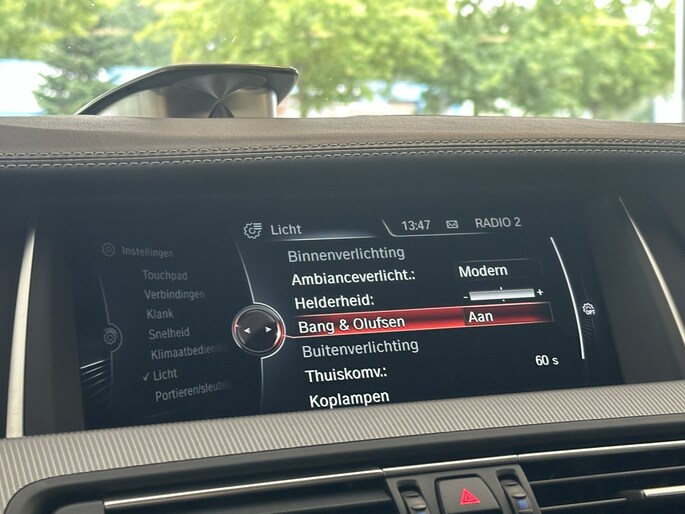 Licht
13:47 RADIO 2
Instellingen
Touchpad
Verbindingen
Klank
Snelheid
Licht
Binnenverlichting
Ambianceverlicht.: Modern
Helderheid: - +
Bang & Olufsen Aan
Buitenverlichting
Thuiskomv.: 60 s
Koplampen